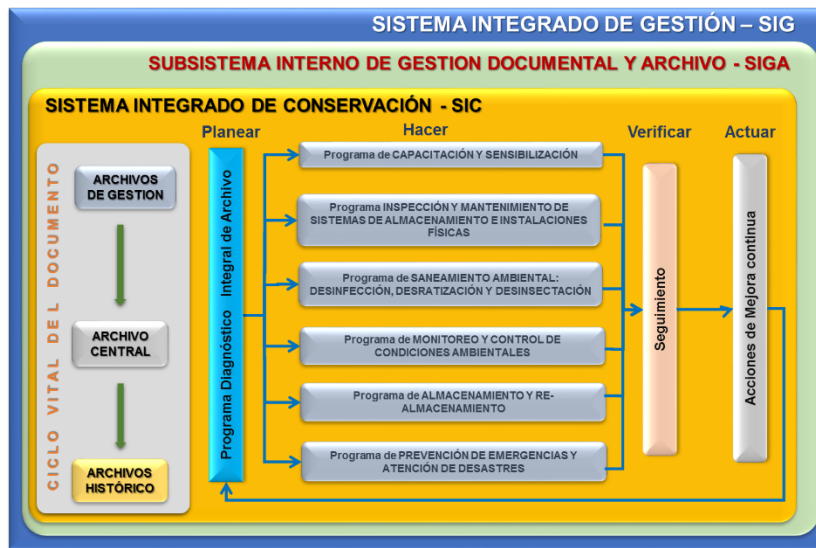 SISTEMA INTEGRADO DE GESTIÓN – SIG
SUBSISTEMA INTERNO DE GESTION DOCUMENTAL Y ARCHIVO - SIGA
SISTEMA INTEGRADO DE CONSERVACIÓN - SIC
Planear
Hacer
Verificar
Actuar
CICLO VITAL DEL DOCUMENTO
ARCHIVOS
DE GESTIÓN
ARCHIVO
CENTRAL
ARCHIVOS
HISTÓRICO
Programa Diagnóstico Integral de Archivo
Programa de CAPACITACIÓN Y SENSIBILIZACIÓN
Programa INSPECCIÓN Y MANTENIMIENTO DE
SISTEMAS DE ALMACENAMIENTO E INSTALACIONES
FÍSICAS
Programa de SANEAMIENTO AMBIENTAL:
DESINFECCIÓN, DESRATIZACIÓN Y DESINSECTACIÓN
Programa de MONITOREO Y CONTROL DE
CONDICIONES AMBIENTALES
Programa de ALMACENAMIENTO Y RE-
ALMACENAMIENTO
Programa de PREVENCIÓN DE EMERGENCIAS Y
ATENCIÓN DE DESASTRES
Seguimiento
Acciones de Mejora continua